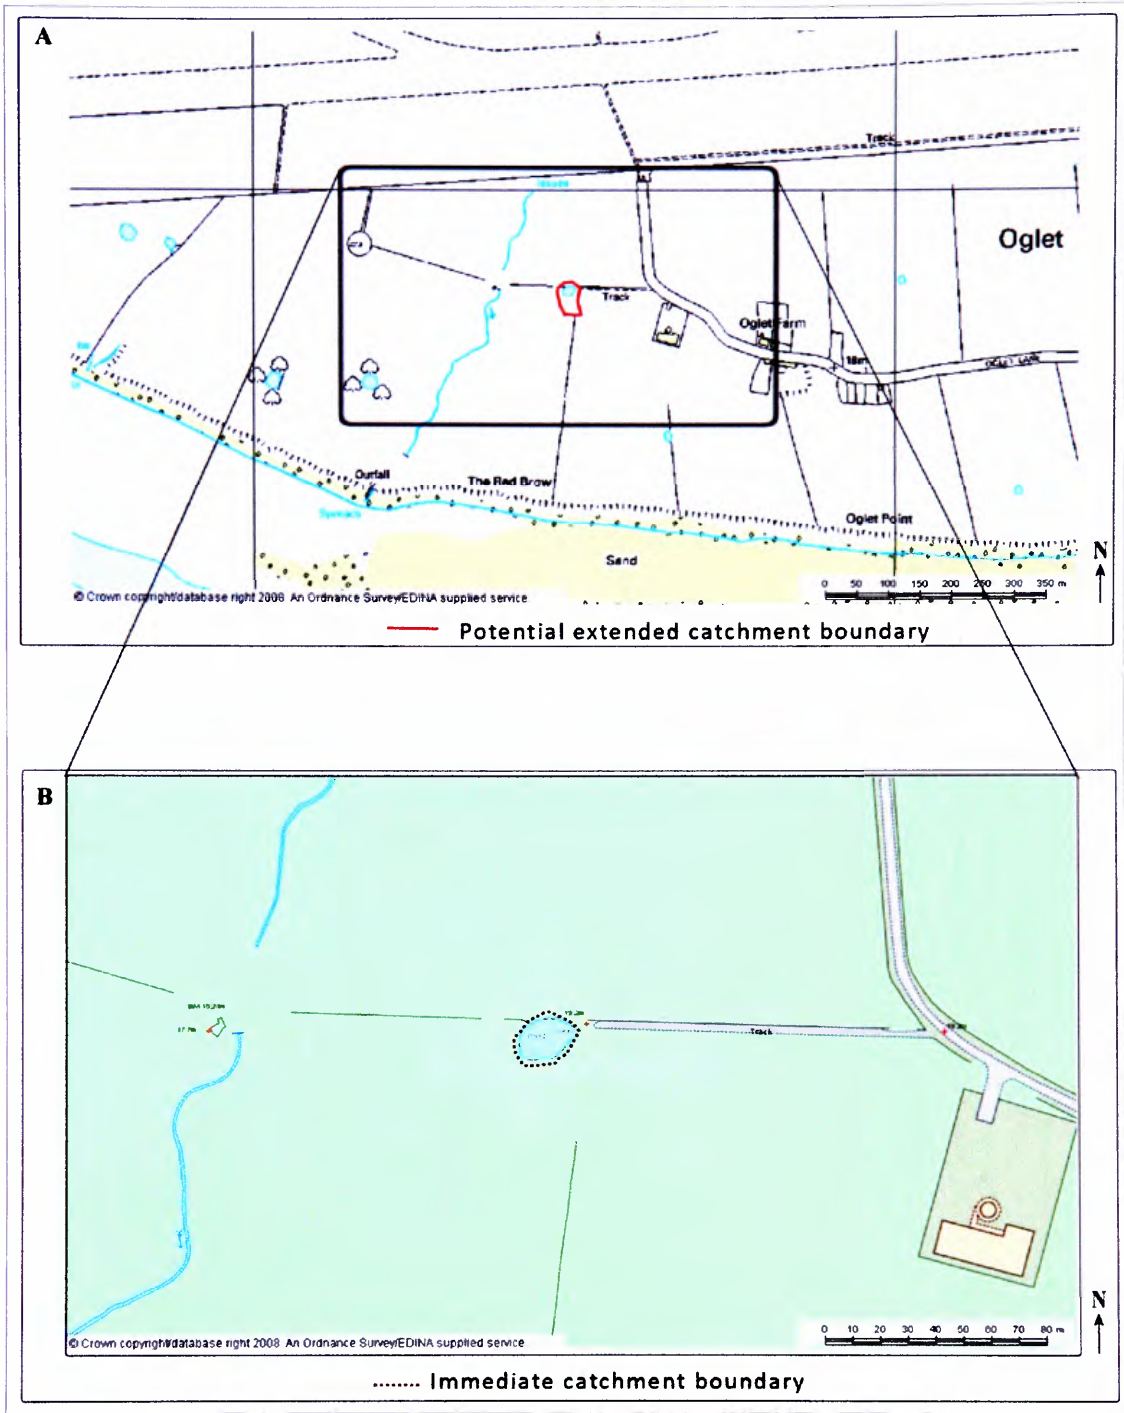 A
Track
Oglet
Track
Oglet Farm
18m
OGLET LANE
Outfall
The Red Brow
Oglet Point
Sand
N
0 50 100 150 200 250 300 350 m
© Crown copyright/database right 2008. An Ordnance Survey/EDINA supplied service.
Potential extended catchment boundary
B
Track
N
0 10 20 30 40 50 60 70 80 m
© Crown copyright/database right 2008. An Ordnance Survey/EDINA supplied service.
Immediate catchment boundary